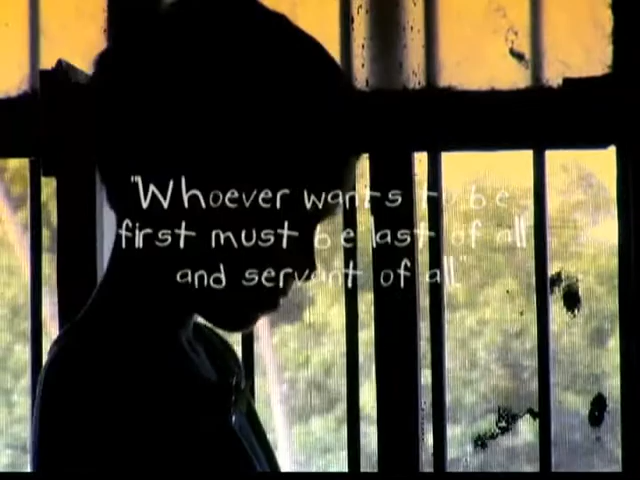 "Whoever wants to be
first must be last of all
and servant of all"